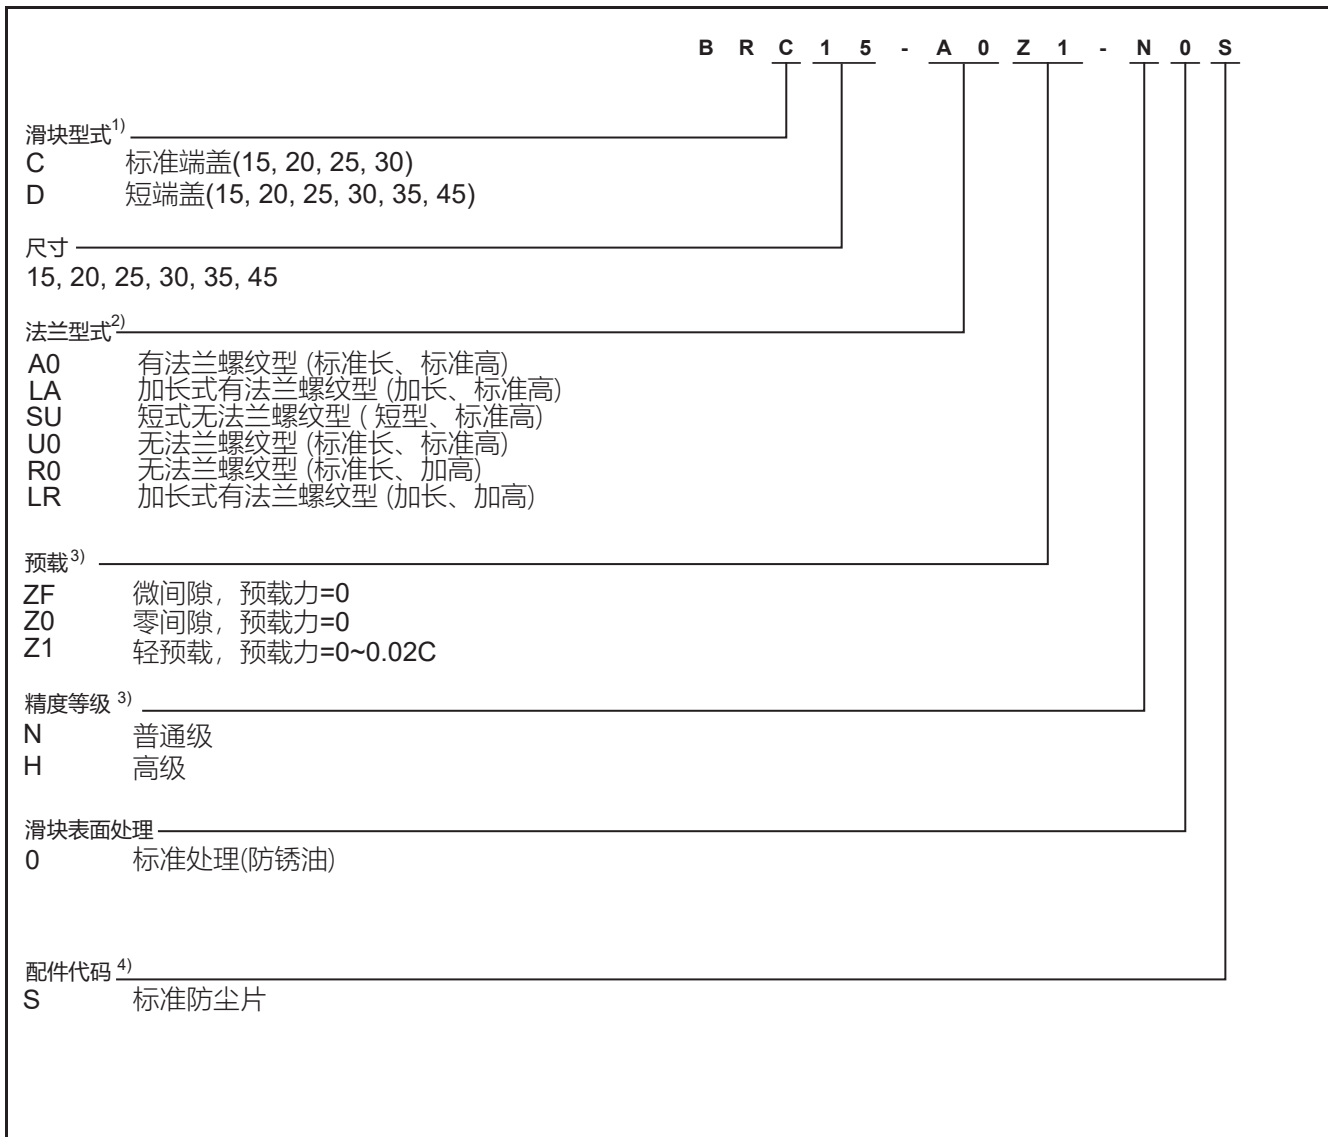 B R C 1 5 - A 0 Z 1 - N 0 S
滑块型式1)
C 标准端盖(15, 20, 25, 30)
D 短端盖(15, 20, 25, 30, 35, 45)
尺寸
15, 20, 25, 30, 35, 45
法兰型式2)
A0 有法兰螺纹型 (标准长、标准高)
LA 加长式有法兰螺纹型 (加长、标准高)
SU 短式无法兰螺纹型 ( 短型、标准高)
U0 无法兰螺纹型 (标准长、标准高)
R0 无法兰螺纹型 (标准长、加高)
LR 加长式有法兰螺纹型 (加长、加高)
预载3)
ZF 微间隙，预载力=0
Z0 零间隙，预载力=0
Z1 轻预载，预载力=0~0.02C
精度等级 3)
N 普通级
H 高级
滑块表面处理
0 标准处理(防锈油)
配件代码 4)
S 标准防尘片